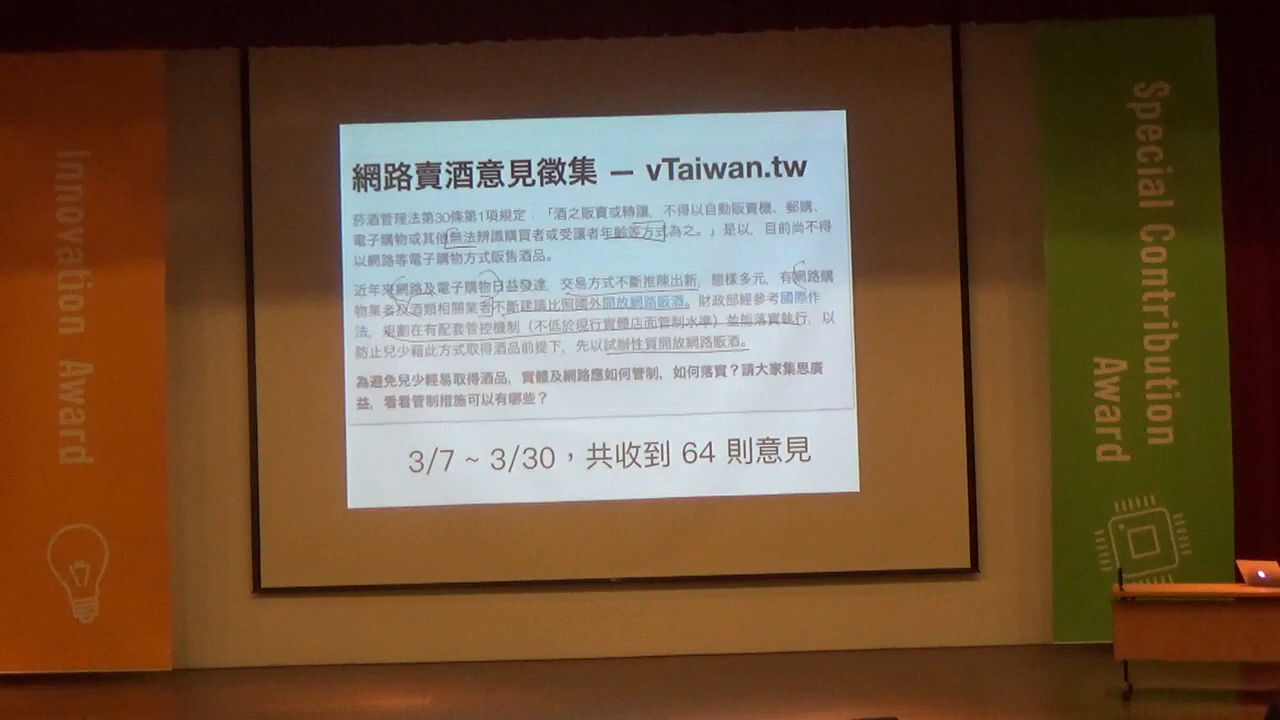 Innovation Award
網路賣酒意見徵集 － vTaiwan.tw
菸酒管理法第30條第1項規定：「酒之販賣或轉讓，不得以自動販賣機、郵購、
電子購物或其他無法辨識購買者或受讓者年齡等方式為之。」是以，目前尚不得
以網路等電子購物方式販售酒品。
近年來網路及電子購物日益發達，交易方式不斷推陳出新，態樣多元，有網路購
物業者及酒類相關業者不斷建議比照國外開放網路販酒。財政部經參考國際作
法，規劃在有配套管控機制（不低於現行實體店面管制水準）並能落實執行，以
防止兒少藉此方式取得酒品前提下，先以試辦性質開放網路販酒。
為避免兒少輕易取得酒品，實體及網路應如何管制，如何落實？請大家集思廣
益，看看管制措施可以有哪些？
3/7 ~ 3/30，共收到 64 則意見
Special Contribution
Award